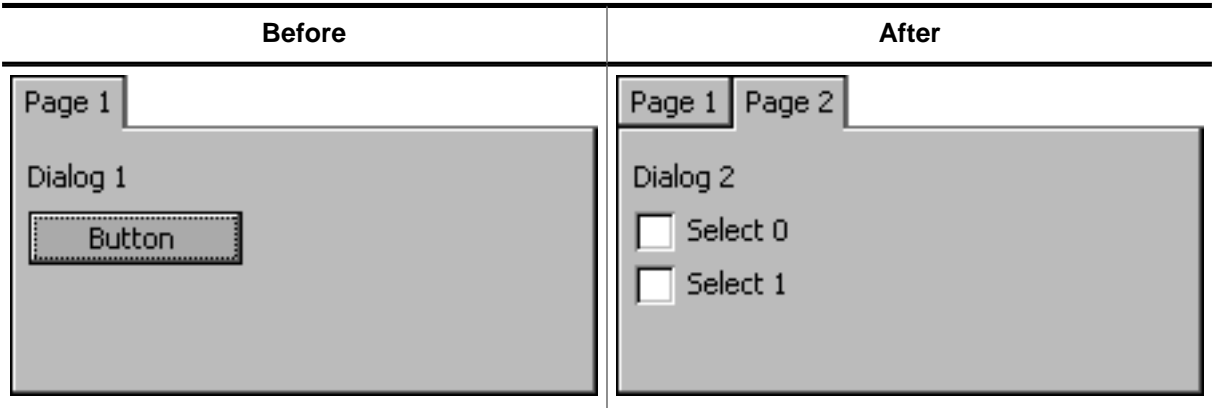 Before
After
Page 1
Dialog 1
Button
Page 1 Page 2
Dialog 2
Select 0
Select 1